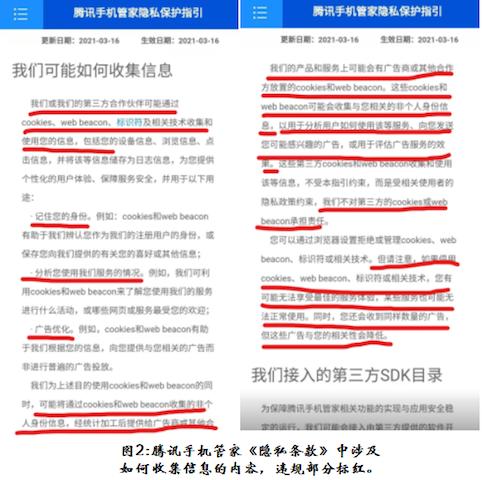 腾讯手机管家隐私保护指引
更新日期：2021-03-16 生效日期：2021-03-16
我们可能如何收集信息
我们或我们的第三方合作伙伴可能通过
cookies、web beacon、标识符及相关技术收集和
使用您的信息，包括您的设备信息、浏览信息、点
击信息，并将该等信息储存为日志信息，为您提供
个性化的用户体验、保障服务安全，并用于以下用
途：
· 记住您的身份。例如：cookies和web beacon
有助于我们辨认您作为我们的注册用户的身份，或
保存您向我们提供的有关您的喜好或其他信息；
· 分析您使用我们服务的情况。例如，我们可利
用cookies和web beacon来了解您使用我们的服务
进行什么活动，或哪些网页或服务最受您的欢迎；
· 广告优化。例如，cookies和web beacon有助
于我们根据您的信息，向您提供与您相关的广告而
非进行普遍的广告投放。
我们为上述目的使用cookies和web beacon的同
时，可能将通过cookies和web beacon收集的非个
人身份信息，经统计加工后提供给广告商或其他合
腾讯手机管家隐私保护指引
更新日期：2021-03-16 生效日期：2021-03-16
我们的产品和服务上可能会有广告商或其他合作
方放置的cookies和web beacon。这些cookies和
web beacon可能会收集与您相关的非个人身份信
息，以用于分析用户如何使用该等服务、向您发送
您可能感兴趣的广告，或用于评估广告服务的效
果。这些第三方cookies和web beacon收集和使用
该等信息，不受本指引约束，而是受相关使用者的
隐私政策约束，我们不对第三方的cookies或web
beacon承担责任。
您可以通过浏览器设置拒绝或管理cookies、web
beacon、标识符或相关技术。但请注意，如果停用
cookies、web beacon、标识符或相关技术，您有
可能无法享受最佳的服务体验，某些服务也可能无
法正常使用。同时，您还会收到同样数量的广告，
但这些广告与您的相关性会降低。
我们接入的第三方SDK目录
为保障腾讯手机管家相关功能的实现与应用安全稳
定的运行，我们可能会接入由第三方提供的软件开
图2：腾讯手机管家《隐私条款》中涉及
如何收集信息的内容，违规部分标红。